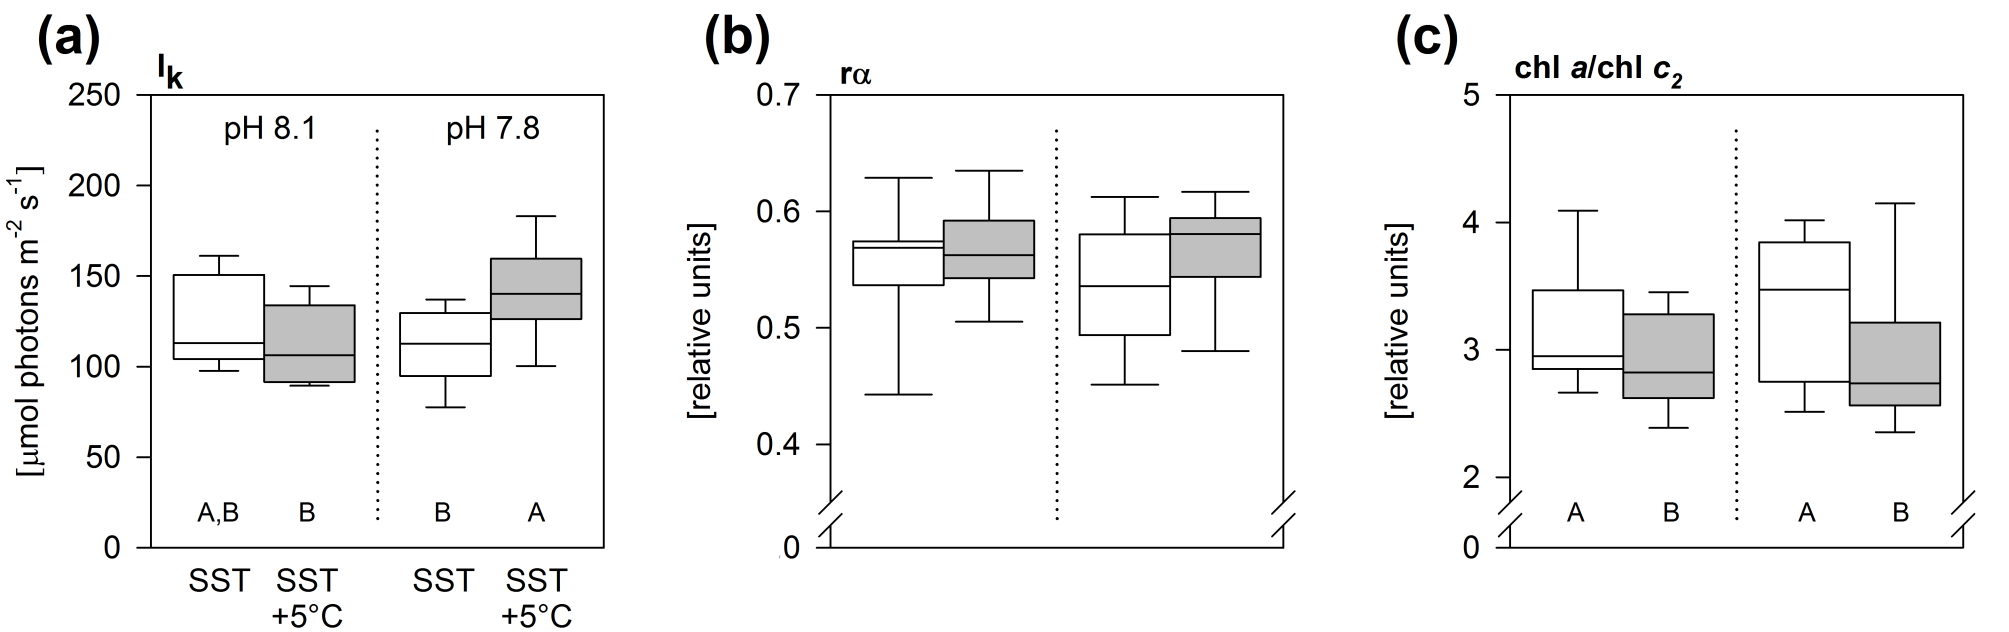 (a)
I_k
[μmol photons m⁻² s⁻¹]
250
200
150
100
50
0
pH 8.1
pH 7.8
A,B
B
B
A
SST
SST
+5°C
SST
SST
+5°C
(b)
rα
[relative units]
0.7
0.6
0.5
0.4
.0
(c)
chl a/chl c₂
[relative units]
5
4
3
2
0
A
B
A
B